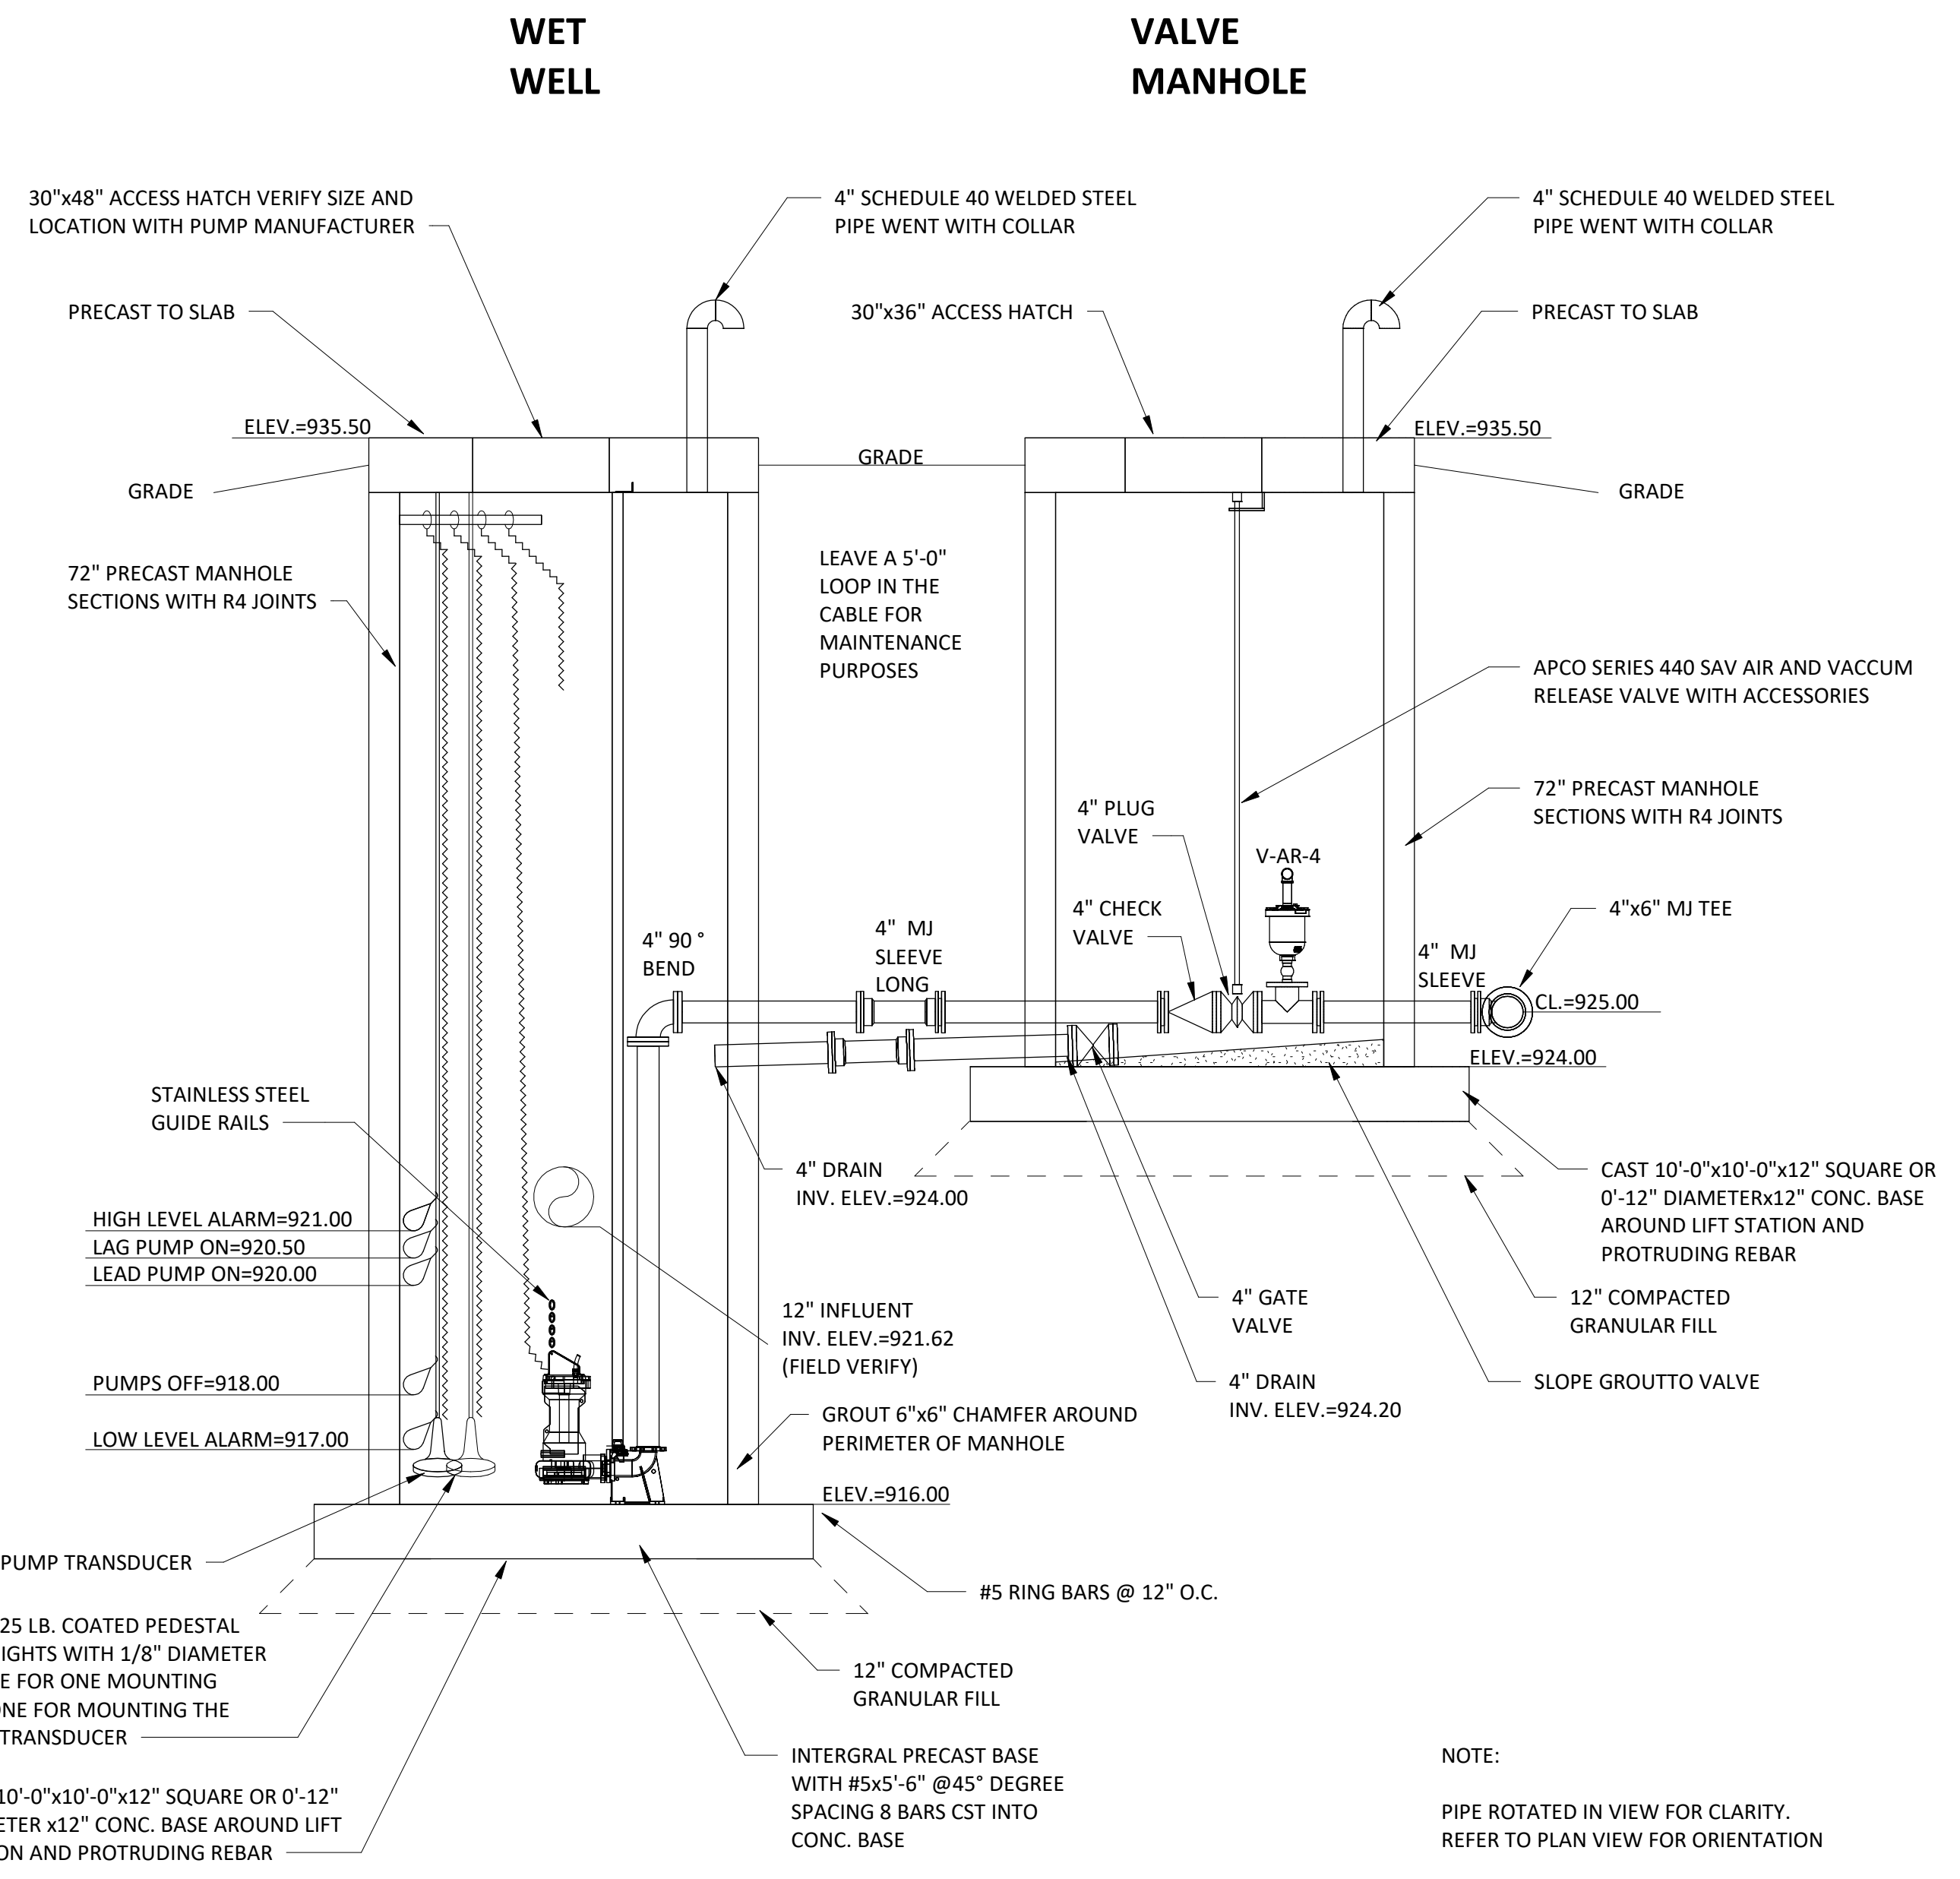 WET
WELL
VALVE
MANHOLE
30"x48" ACCESS HATCH VERIFY SIZE AND
LOCATION WITH PUMP MANUFACTURER
4" SCHEDULE 40 WELDED STEEL
PIPE WENT WITH COLLAR
4" SCHEDULE 40 WELDED STEEL
PIPE WENT WITH COLLAR
PRECAST TO SLAB
30"x36" ACCESS HATCH
PRECAST TO SLAB
ELEV.=935.50
ELEV.=935.50
GRADE
GRADE
GRADE
72" PRECAST MANHOLE
SECTIONS WITH R4 JOINTS
LEAVE A 5'-0"
LOOP IN THE
CABLE FOR
MAINTENANCE
PURPOSES
APCO SERIES 440 SAV AIR AND VACCUM
RELEASE VALVE WITH ACCESSORIES
72" PRECAST MANHOLE
SECTIONS WITH R4 JOINTS
4" PLUG
VALVE
V-AR-4
4" CHECK
VALVE
4"x6" MJ TEE
4" 90 °
BEND
4" MJ
SLEEVE
LONG
4" MJ
SLEEVE
CL.=925.00
ELEV.=924.00
STAINLESS STEEL
GUIDE RAILS
4" DRAIN
INV. ELEV.=924.00
CAST 10'-0"x10'-0"x12" SQUARE OR
0'-12" DIAMETERx12" CONC. BASE
AROUND LIFT STATION AND
PROTRUDING REBAR
HIGH LEVEL ALARM=921.00
LAG PUMP ON=920.50
LEAD PUMP ON=920.00
12" INFLUENT
INV. ELEV.=921.62
(FIELD VERIFY)
4" GATE
VALVE
12" COMPACTED
GRANULAR FILL
PUMPS OFF=918.00
4" DRAIN
INV. ELEV.=924.20
SLOPE GROUTTO VALVE
LOW LEVEL ALARM=917.00
GROUT 6"x6" CHAMFER AROUND
PERIMETER OF MANHOLE
ELEV.=916.00
PUMP TRANSDUCER
#5 RING BARS @ 12" O.C.
25 LB. COATED PEDESTAL
IGHTS WITH 1/8" DIAMETER
E FOR ONE MOUNTING
ONE FOR MOUNTING THE
TRANSDUCER
12" COMPACTED
GRANULAR FILL
INTERGRAL PRECAST BASE
WITH #5x5'-6" @45° DEGREE
SPACING 8 BARS CST INTO
CONC. BASE
10'-0"x10'-0"x12" SQUARE OR 0'-12"
ETER x12" CONC. BASE AROUND LIFT
ON AND PROTRUDING REBAR
NOTE:
PIPE ROTATED IN VIEW FOR CLARITY.
REFER TO PLAN VIEW FOR ORIENTATION